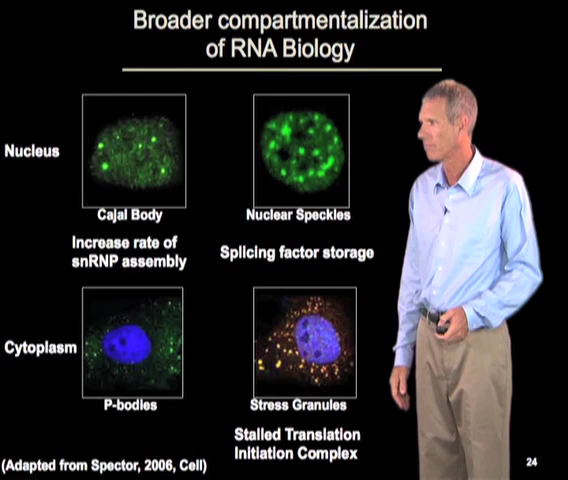 Broader compartmentalization
of RNA Biology
Nucleus
Cajal Body
Nuclear Speckles
Increase rate of
snRNP assembly
Splicing factor storage
Cytoplasm
P-bodies
Stress Granules
Stalled Translation
Initiation Complex
(Adapted from Spector, 2006, Cell)
24